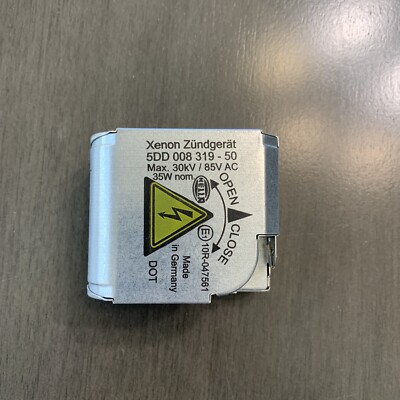 Xenon Zündgerät
5DD 008 319 - 50
Max. 30kV / 85V AC
35W nom.
HELLA
OPEN
CLOSE
E1
10R-047561
Made
in Germany
DOT